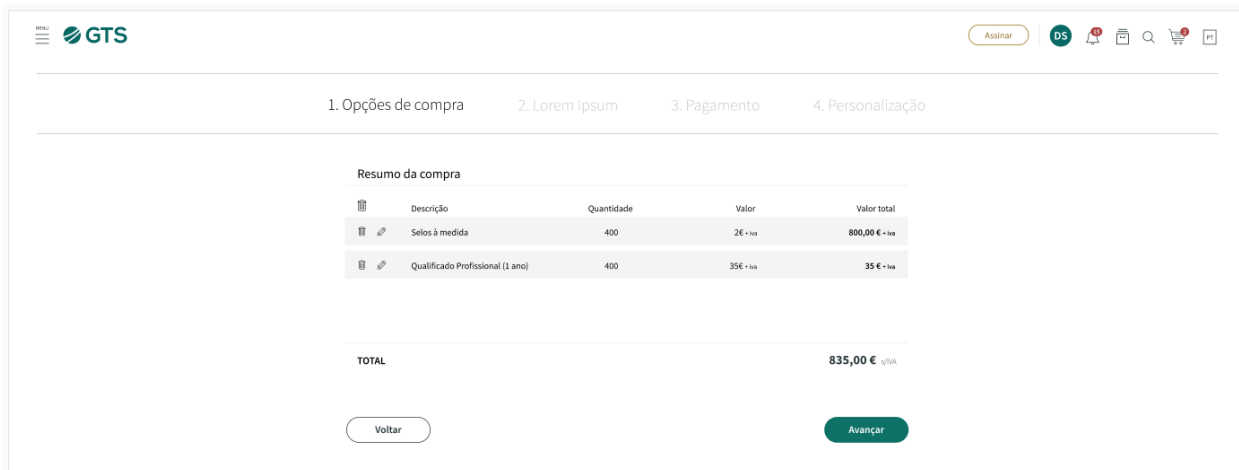 MENU
GTS
Assinar
DS
15
2
PT
1. Opções de compra 2. Lorem Ipsum 3. Pagamento 4. Personalização
Resumo da compra
Descrição Quantidade Valor Valor total
Selos à medida 400 2€ + iva 800,00 € + iva
Qualificado Profissional (1 ano) 400 35€ + iva 35 € + iva
TOTAL 835,00 € s/IVA
Voltar Avançar